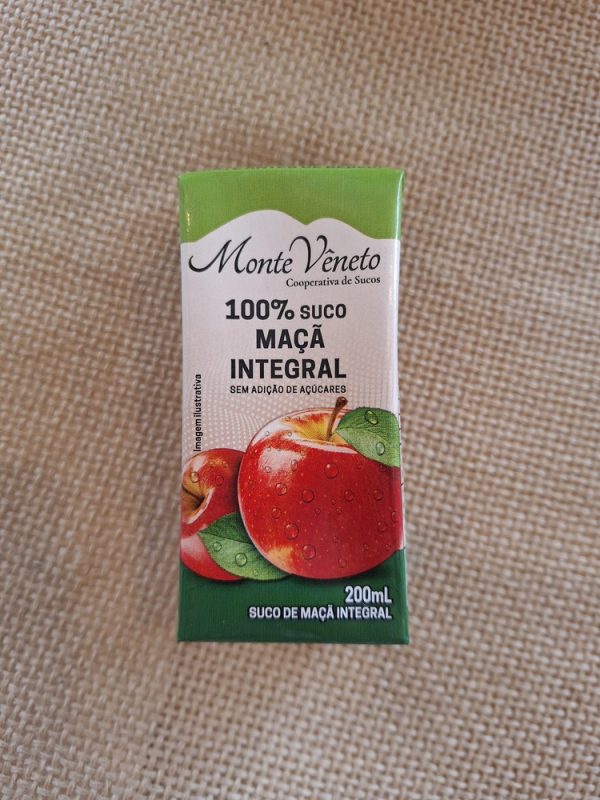 Monte Vêneto
Cooperativa de Sucos
100% SUCO
MAÇÃ
INTEGRAL
SEM ADIÇÃO DE AÇÚCARES
Imagem ilustrativa
200mL
SUCO DE MAÇÃ INTEGRAL